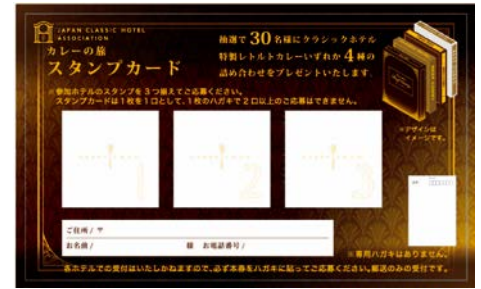 JAPAN CLASSIC HOTEL
ASSOCIATION
カレーの旅
スタンプカード
抽選で30名様にクラシックホテル
特製レトルトカレーいずれか4種の
詰め合わせをプレゼントいたします。
※参加ホテルのスタンプを3つ揃えてご応募ください。
スタンプカードは1枚を1口として、1枚のハガキで2口以上のご応募はできません。
※デザインは
イメージです。
1
2
3
ご住所/〒
お名前/ 様 お電話番号/
※専用ハガキはありません。
各ホテルでの受付はいたしかねますので、必ず本券をハガキに貼ってご応募ください。郵送のみの受付です。